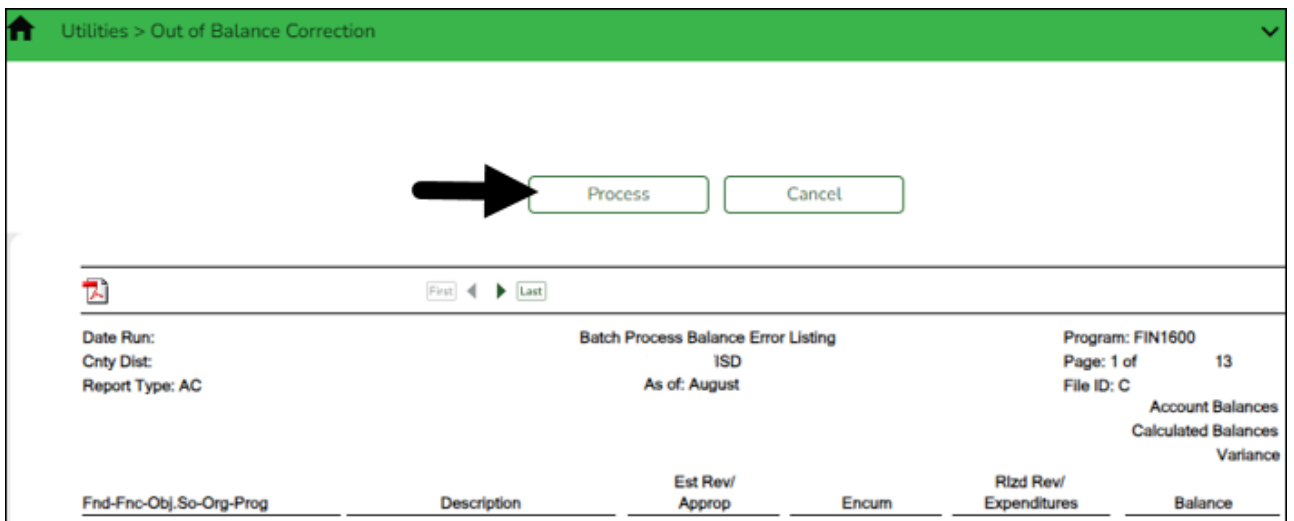 Utilities > Out of Balance Correction
Process Cancel
First Last
Date Run: Batch Process Balance Error Listing Program: FIN1600
Cnty Dist: ISD Page: 1 of 13
Report Type: AC As of: August File ID: C
Account Balances
Calculated Balances
Variance
Est Rev/ Rlzd Rev/
Fnd-Fnc-Obj.So-Org-Prog Description Approp Encum Expenditures Balance